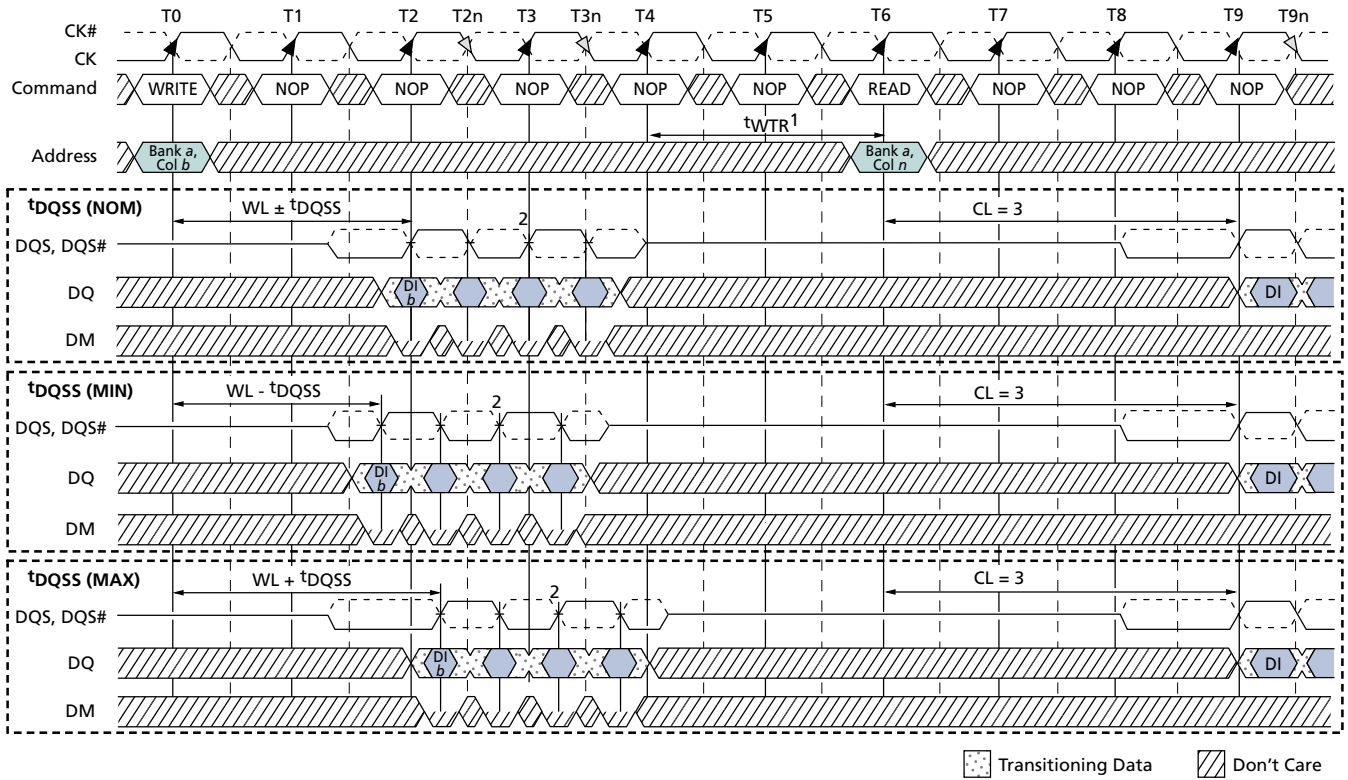 T0 T1 T2 T2n T3 T3n T4 T5 T6 T7 T8 T9 T9n
CK#
CK
Command WRITE NOP NOP NOP NOP NOP READ NOP NOP NOP
tWTR1
Address Bank a, Col b Bank a, Col n
tDQSS (NOM) WL ± tDQSS CL = 3
2
DQS, DQS#
DQ DI b DI
DM
tDQSS (MIN) WL - tDQSS CL = 3
2
DQS, DQS#
DQ DI b DI
DM
tDQSS (MAX) WL + tDQSS CL = 3
2
DQS, DQS#
DQ DI b DI
DM
Transitioning Data Don't Care